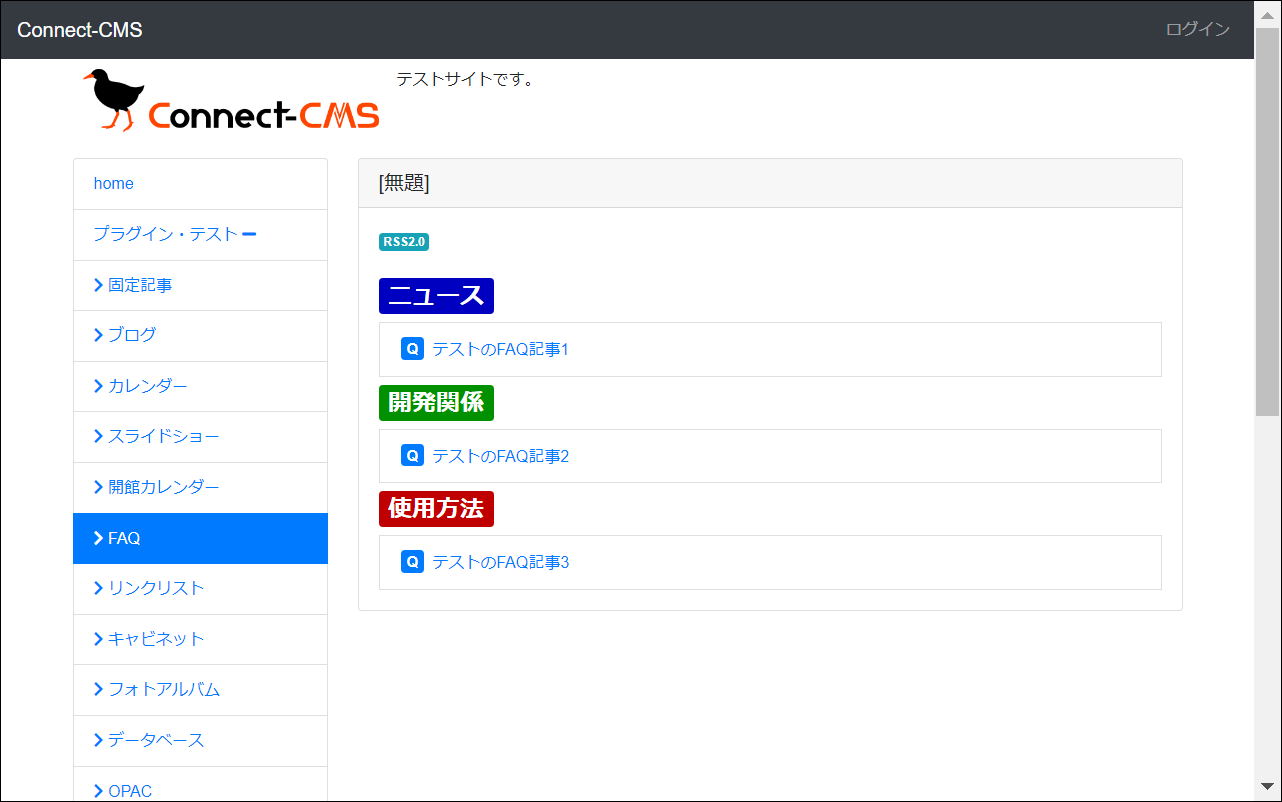 Connect-CMS
ログイン
Connect-CMS
テストサイトです。
home
プラグイン・テスト
固定記事
ブログ
カレンダー
スライドショー
開館カレンダー
FAQ
リンクリスト
キャビネット
フォトアルバム
データベース
OPAC
[無題]
RSS2.0
ニュース
Q テストのFAQ記事1
開発関係
Q テストのFAQ記事2
使用方法
Q テストのFAQ記事3